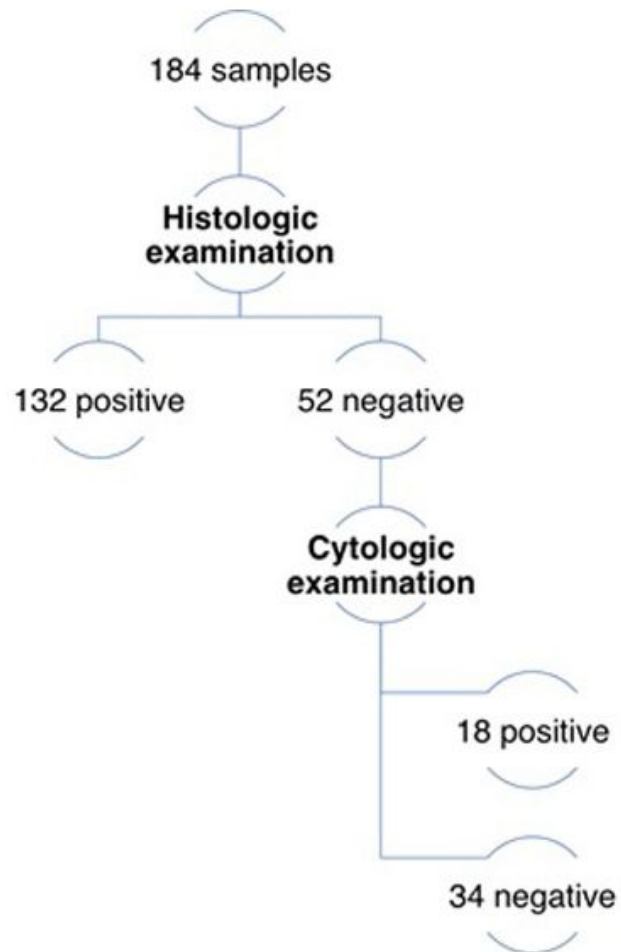 184 samples
Histologic
examination
132 positive
52 negative
Cytologic
examination
18 positive
34 negative